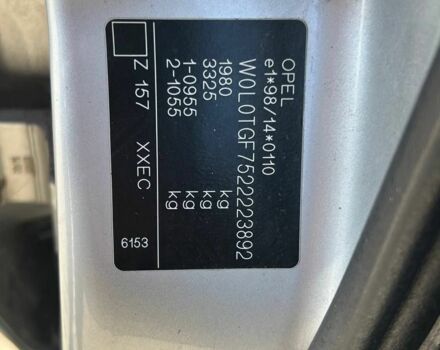 OPEL
e1*98/14*0110
W0L0TGF7522223892
1980 kg
3325 kg
1-0955 kg
2-1055 kg
Z 157 XXEC
6153